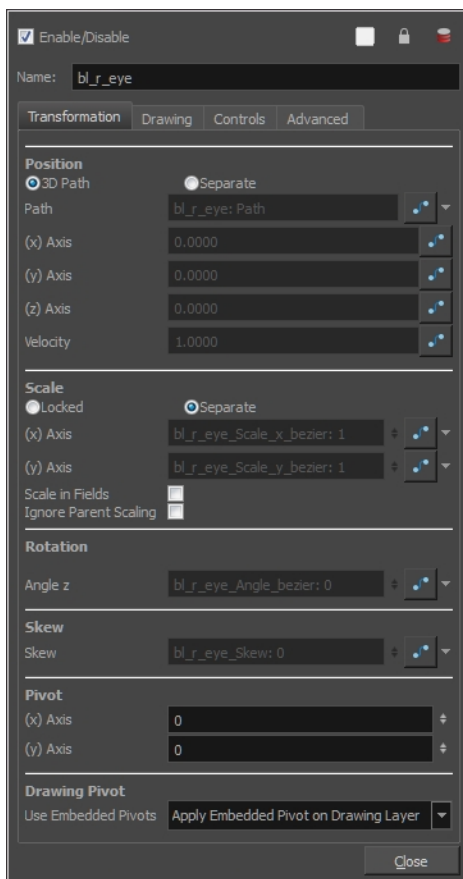 Enable/Disable
Name: bl_r_eye
Transformation Drawing Controls Advanced
Position
3D Path Separate
Path bl_r_eye: Path
(x) Axis 0.0000
(y) Axis 0.0000
(z) Axis 0.0000
Velocity 1.0000
Scale
Locked Separate
(x) Axis bl_r_eye_Scale_x_bezier: 1
(y) Axis bl_r_eye_Scale_y_bezier: 1
Scale in Fields
Ignore Parent Scaling
Rotation
Angle z bl_r_eye_Angle_bezier: 0
Skew
Skew bl_r_eye_Skew: 0
Pivot
(x) Axis 0
(y) Axis 0
Drawing Pivot
Use Embedded Pivots Apply Embedded Pivot on Drawing Layer
Close